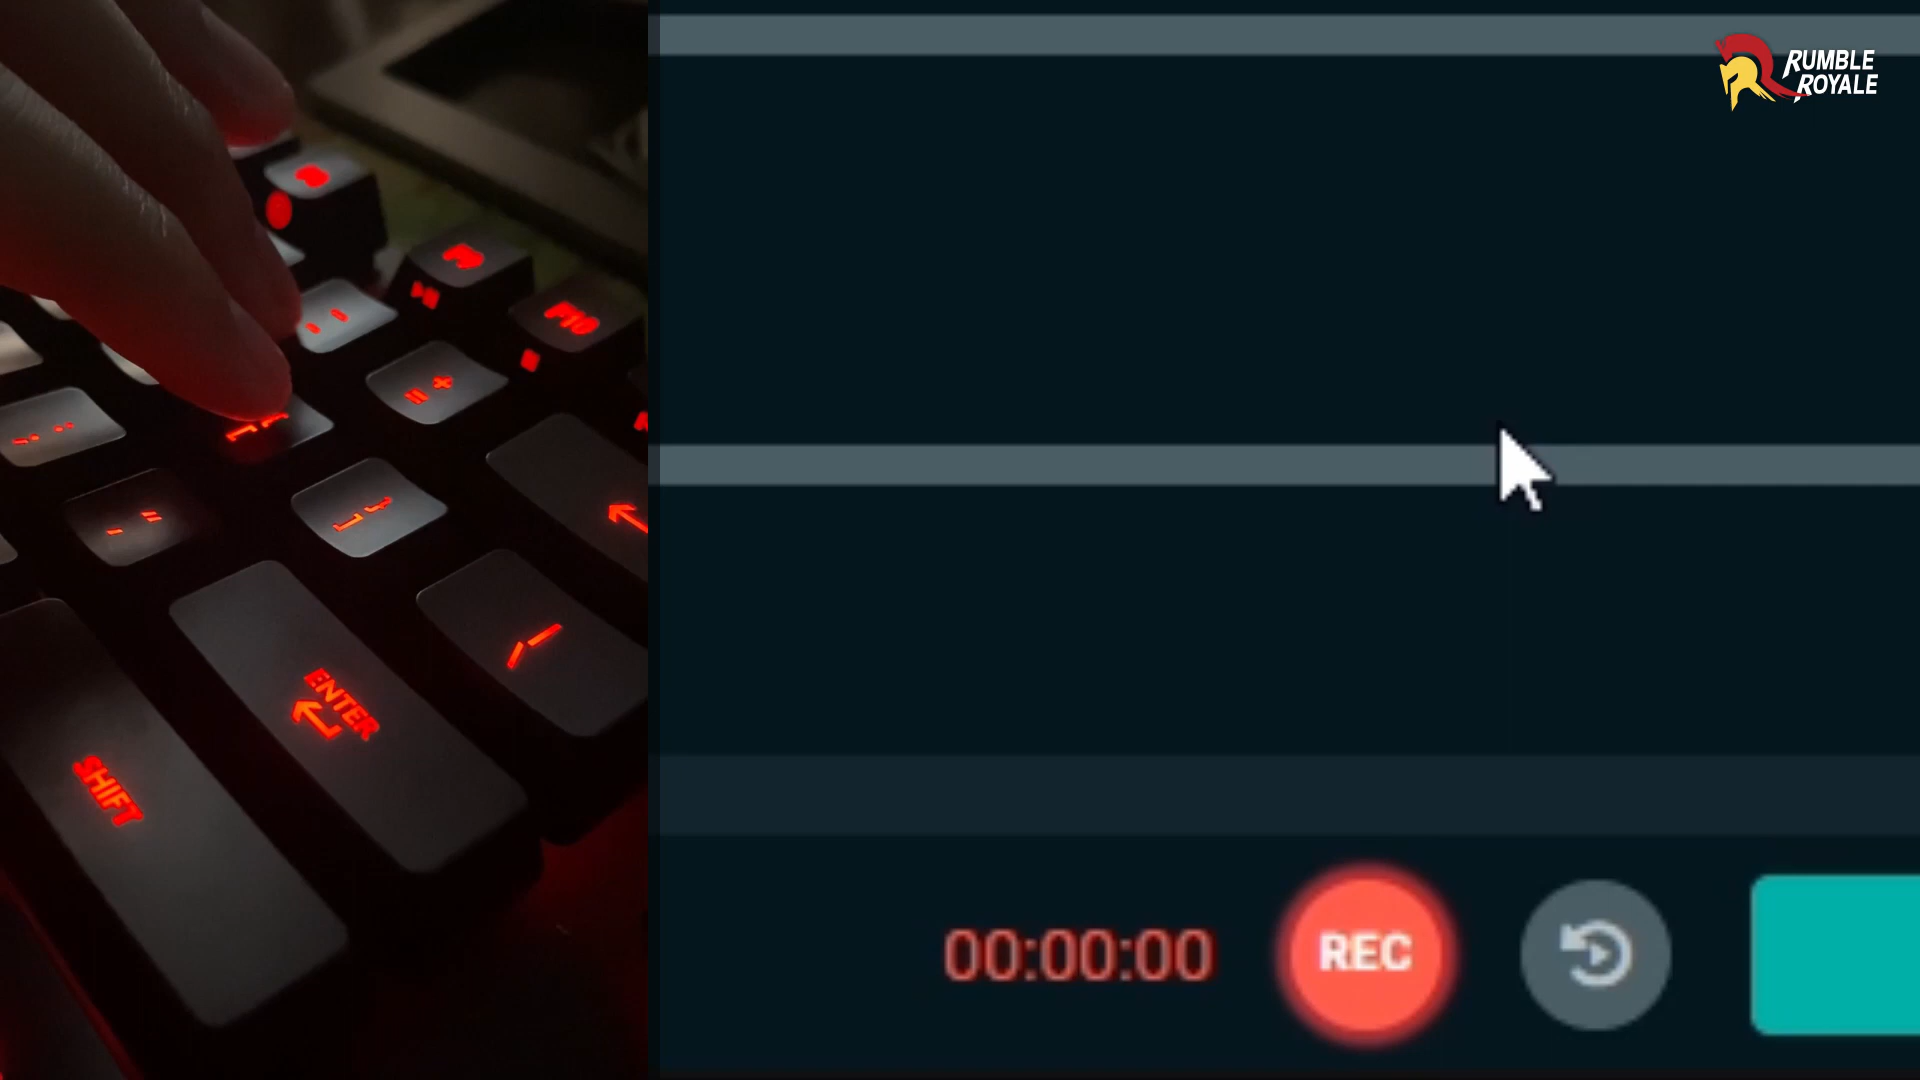 RUMBLE
ROYALE
F10
= +
; :
' "
[ {
] }
ENTER
SHIFT
00:00:00
REC